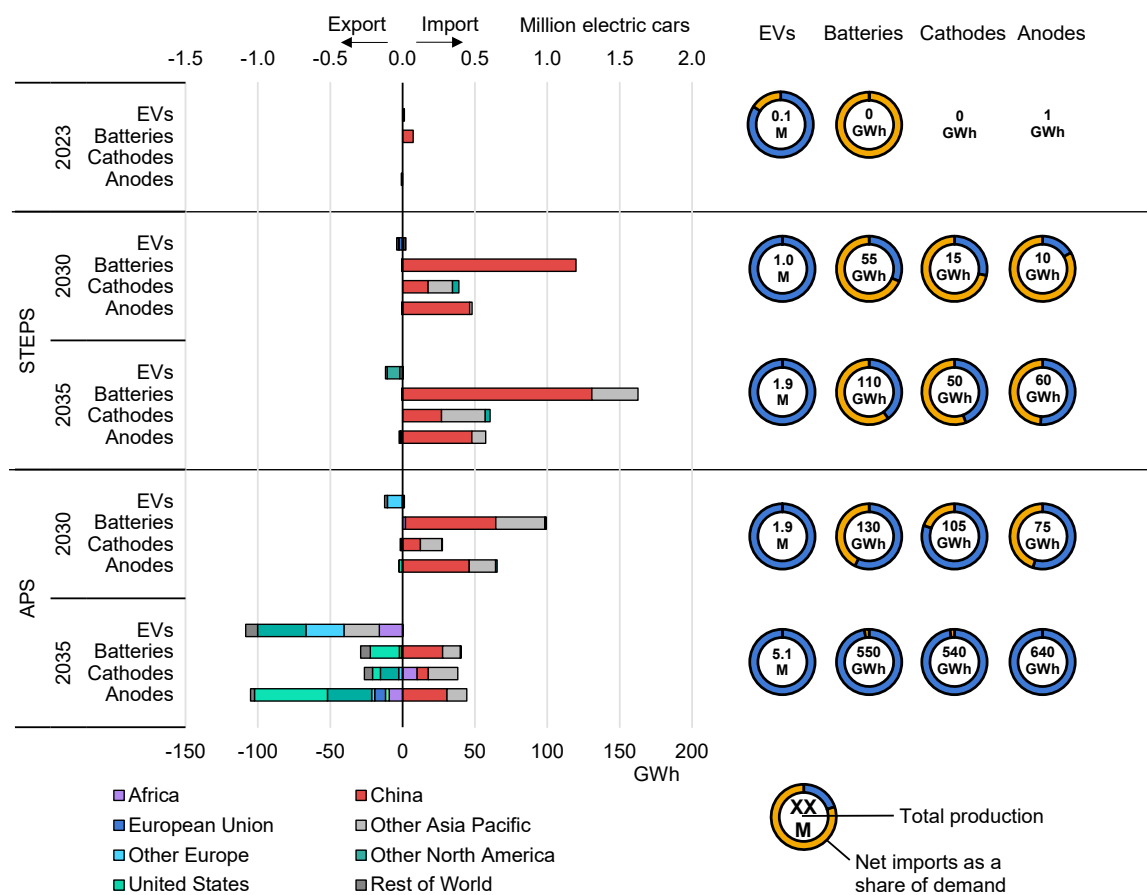 Export Import Million electric cars EVs Batteries Cathodes Anodes
-1.5 -1.0 -0.5 0.0 0.5 1.0 1.5 2.0
2023
EVs
Batteries
Cathodes
Anodes
0.1 M
0 GWh
0 GWh
1 GWh
STEPS
2030
EVs
Batteries
Cathodes
Anodes
1.0 M
55 GWh
15 GWh
10 GWh
2035
EVs
Batteries
Cathodes
Anodes
1.9 M
110 GWh
50 GWh
60 GWh
APS
2030
EVs
Batteries
Cathodes
Anodes
1.9 M
130 GWh
105 GWh
75 GWh
2035
EVs
Batteries
Cathodes
Anodes
5.1 M
550 GWh
540 GWh
640 GWh
-150 -100 -50 0 50 100 150 200
GWh
Africa
China
European Union
Other Asia Pacific
Other Europe
Other North America
United States
Rest of World
XX M
Total production
Net imports as a
share of demand